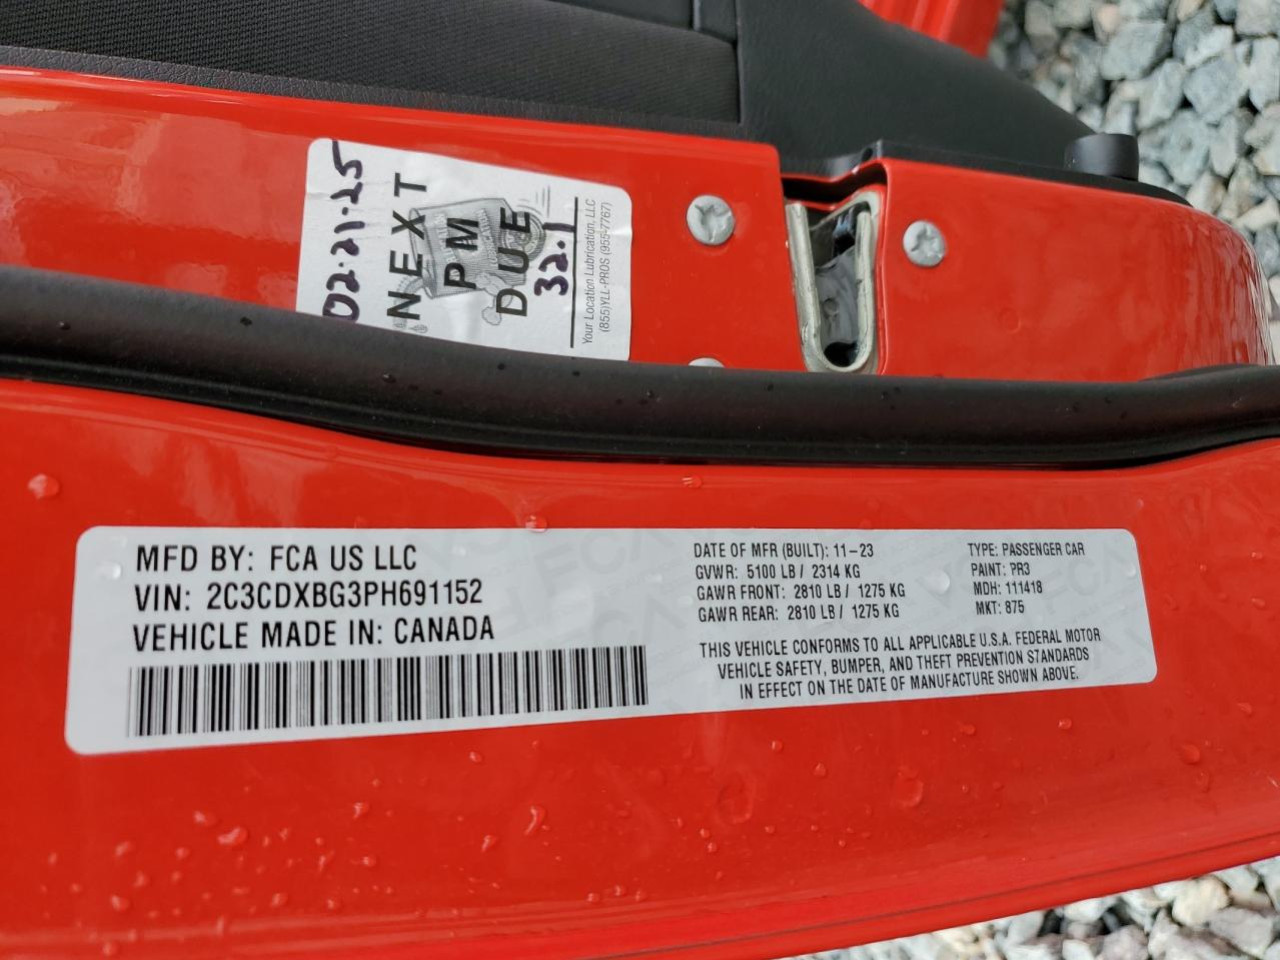 02-21-25
NEXT
PM
DUE
32.1
Your Location Lubrication, LLC
(855)YLL-PROS (955-7767)
MFD BY: FCA US LLC
VIN: 2C3CDXBG3PH691152
VEHICLE MADE IN: CANADA
DATE OF MFR (BUILT): 11-23
GVWR: 5100 LB / 2314 KG
GAWR FRONT: 2810 LB / 1275 KG
GAWR REAR: 2810 LB / 1275 KG
TYPE: PASSENGER CAR
PAINT: PR3
MDH: 111418
MKT: 875
THIS VEHICLE CONFORMS TO ALL APPLICABLE U.S.A. FEDERAL MOTOR
VEHICLE SAFETY, BUMPER, AND THEFT PREVENTION STANDARDS
IN EFFECT ON THE DATE OF MANUFACTURE SHOWN ABOVE.